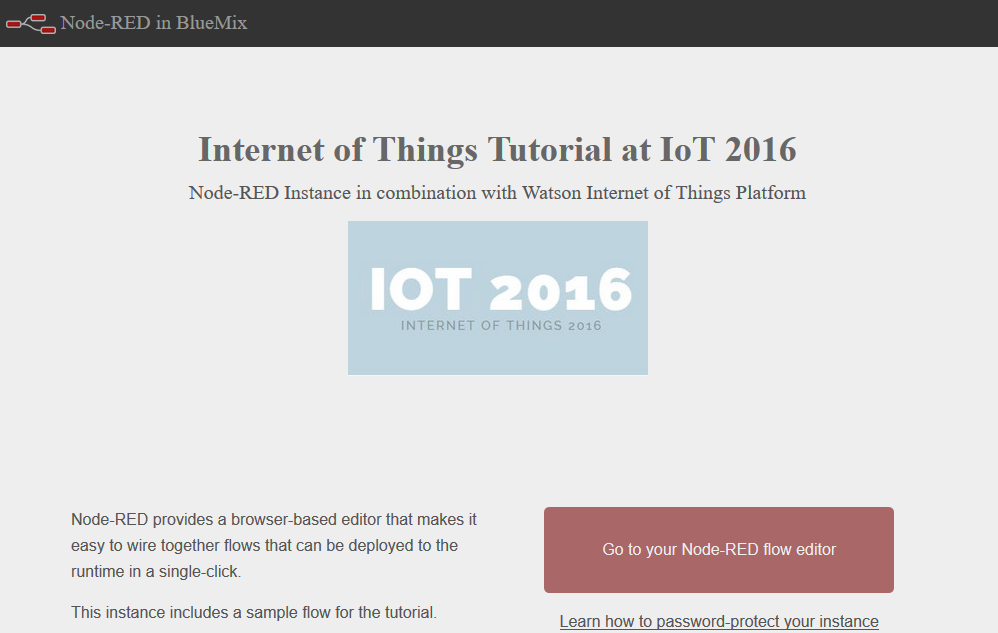 Node-RED in BlueMix
Internet of Things Tutorial at IoT 2016
Node-RED Instance in combination with Watson Internet of Things Platform
IOT 2016
INTERNET OF THINGS 2016
Node-RED provides a browser-based editor that makes it
easy to wire together flows that can be deployed to the
runtime in a single-click.
This instance includes a sample flow for the tutorial.
Go to your Node-RED flow editor
Learn how to password-protect your instance